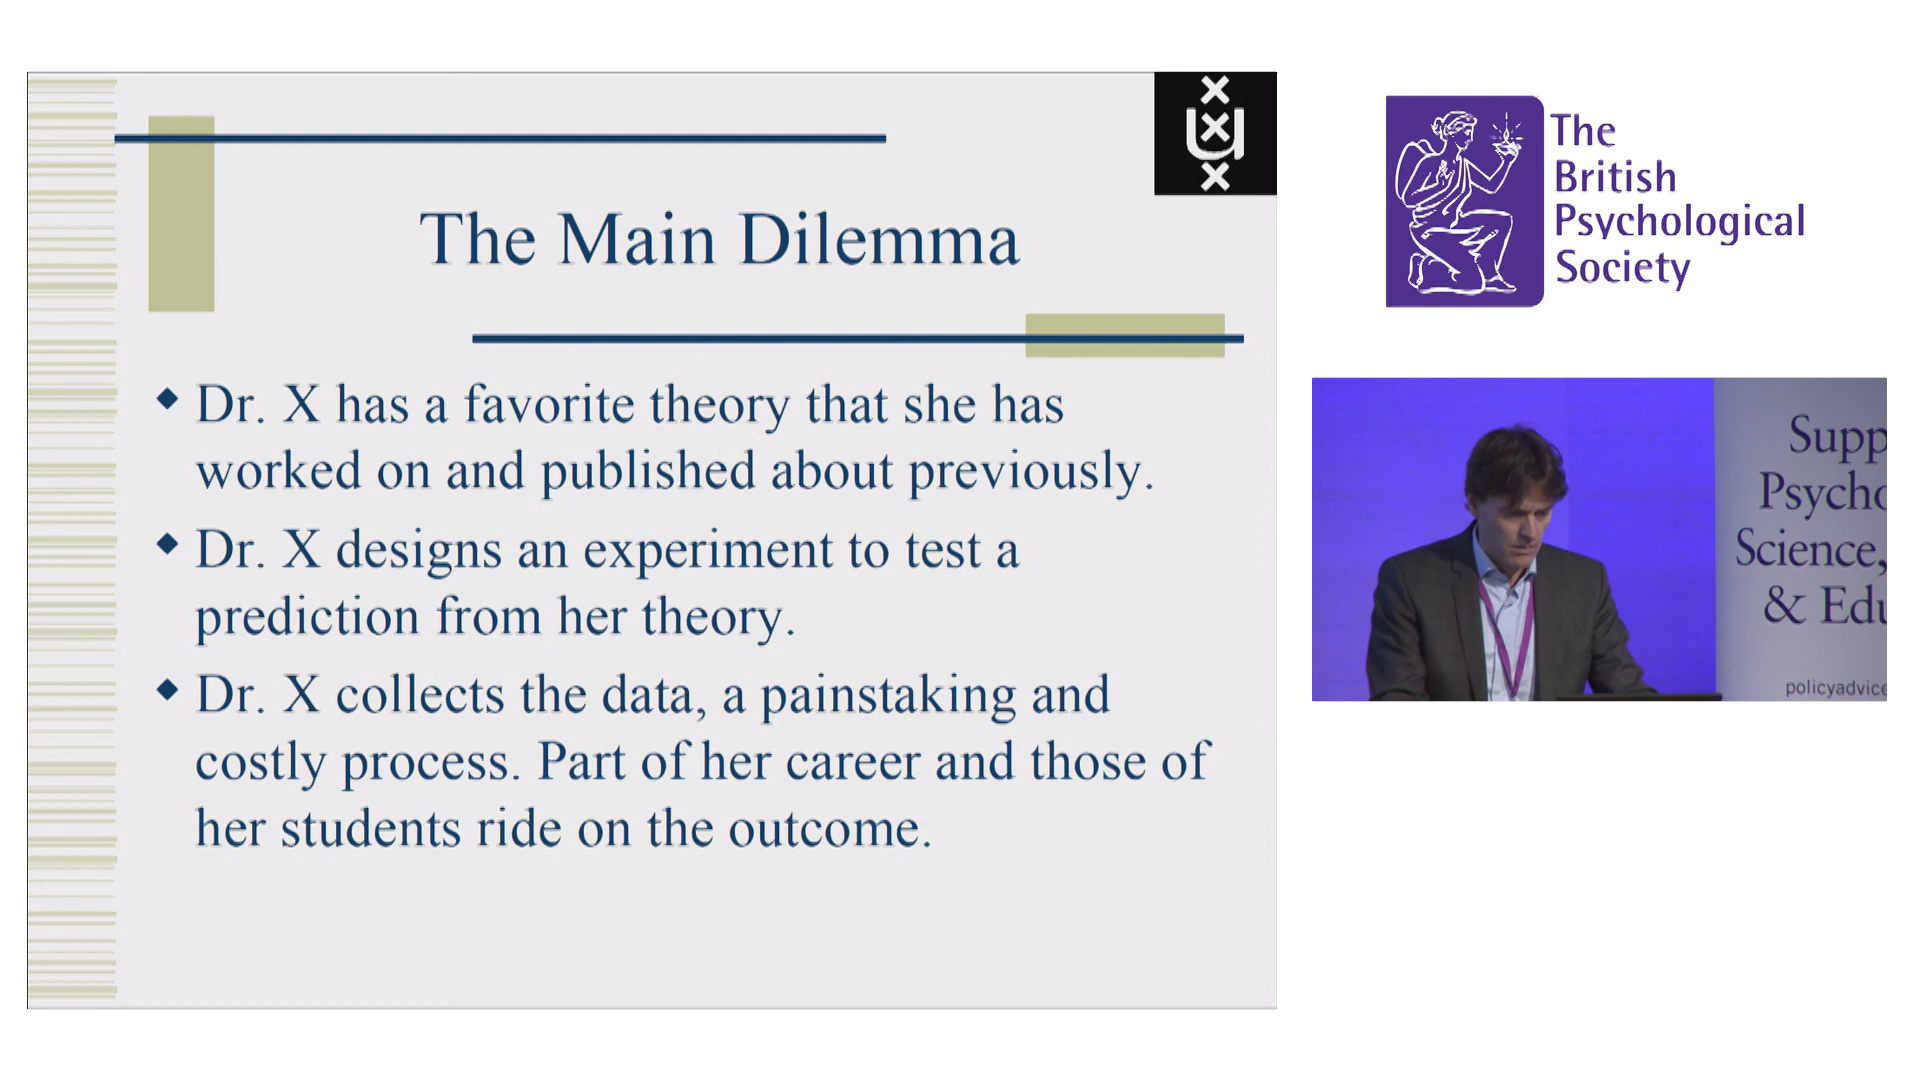 The Main Dilemma
Dr. X has a favorite theory that she has
worked on and published about previously.
Dr. X designs an experiment to test a
prediction from her theory.
Dr. X collects the data, a painstaking and
costly process. Part of her career and those of
her students ride on the outcome.
The
British
Psychological
Society
Supp
Psycho
Science,
& Edu
policyadvice